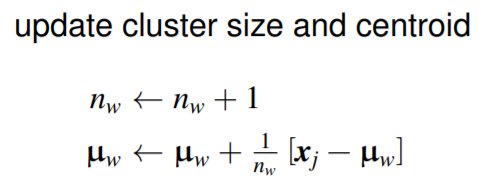 update cluster size and centroid
n_w ← n_w + 1
μ_w ← μ_w + 1/n_w [x_j − μ_w]